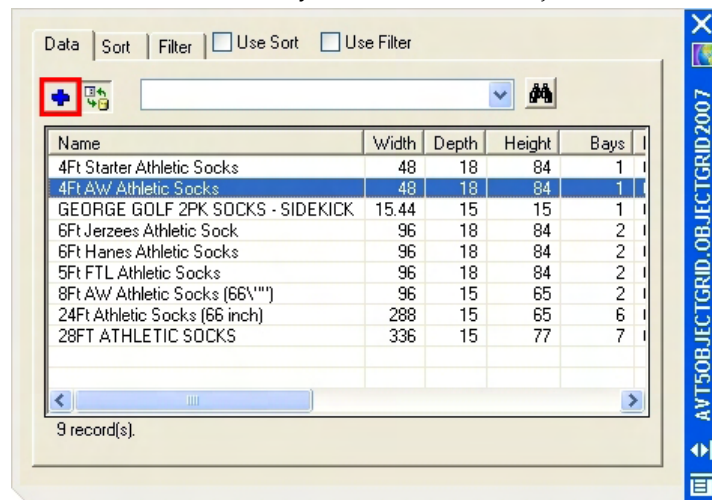 Data Sort Filter Use Sort Use Filter
Name Width Depth Height Bays
4Ft Starter Athletic Socks 48 18 84 1
4Ft AW Athletic Socks 48 18 84 1
GEORGE GOLF 2PK SOCKS - SIDEKICK 15.44 15 15 1
6Ft Jerzees Athletic Sock 96 18 84 2
6Ft Hanes Athletic Socks 96 18 84 2
5Ft FTL Athletic Socks 96 18 84 2
8Ft AW Athletic Socks (66\"") 96 15 65 2
24Ft Athletic Socks (66 inch) 288 15 65 6
28FT ATHLETIC SOCKS 336 15 77 7
9 record(s).
AVT5OBJECTGRID.OBJECTGRID2007